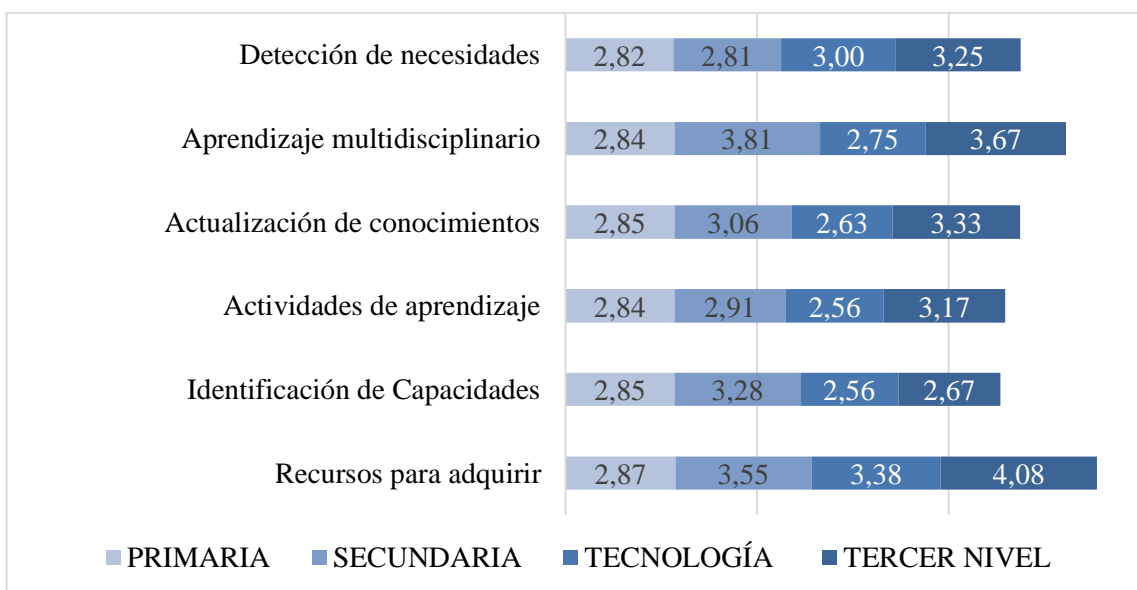 Detección de necesidades 2,82 2,81 3,00 3,25
Aprendizaje multidisciplinario 2,84 3,81 2,75 3,67
Actualización de conocimientos 2,85 3,06 2,63 3,33
Actividades de aprendizaje 2,84 2,91 2,56 3,17
Identificación de Capacidades 2,85 3,28 2,56 2,67
Recursos para adquirir 2,87 3,55 3,38 4,08
PRIMARIA SECUNDARIA TECNOLOGÍA TERCER NIVEL